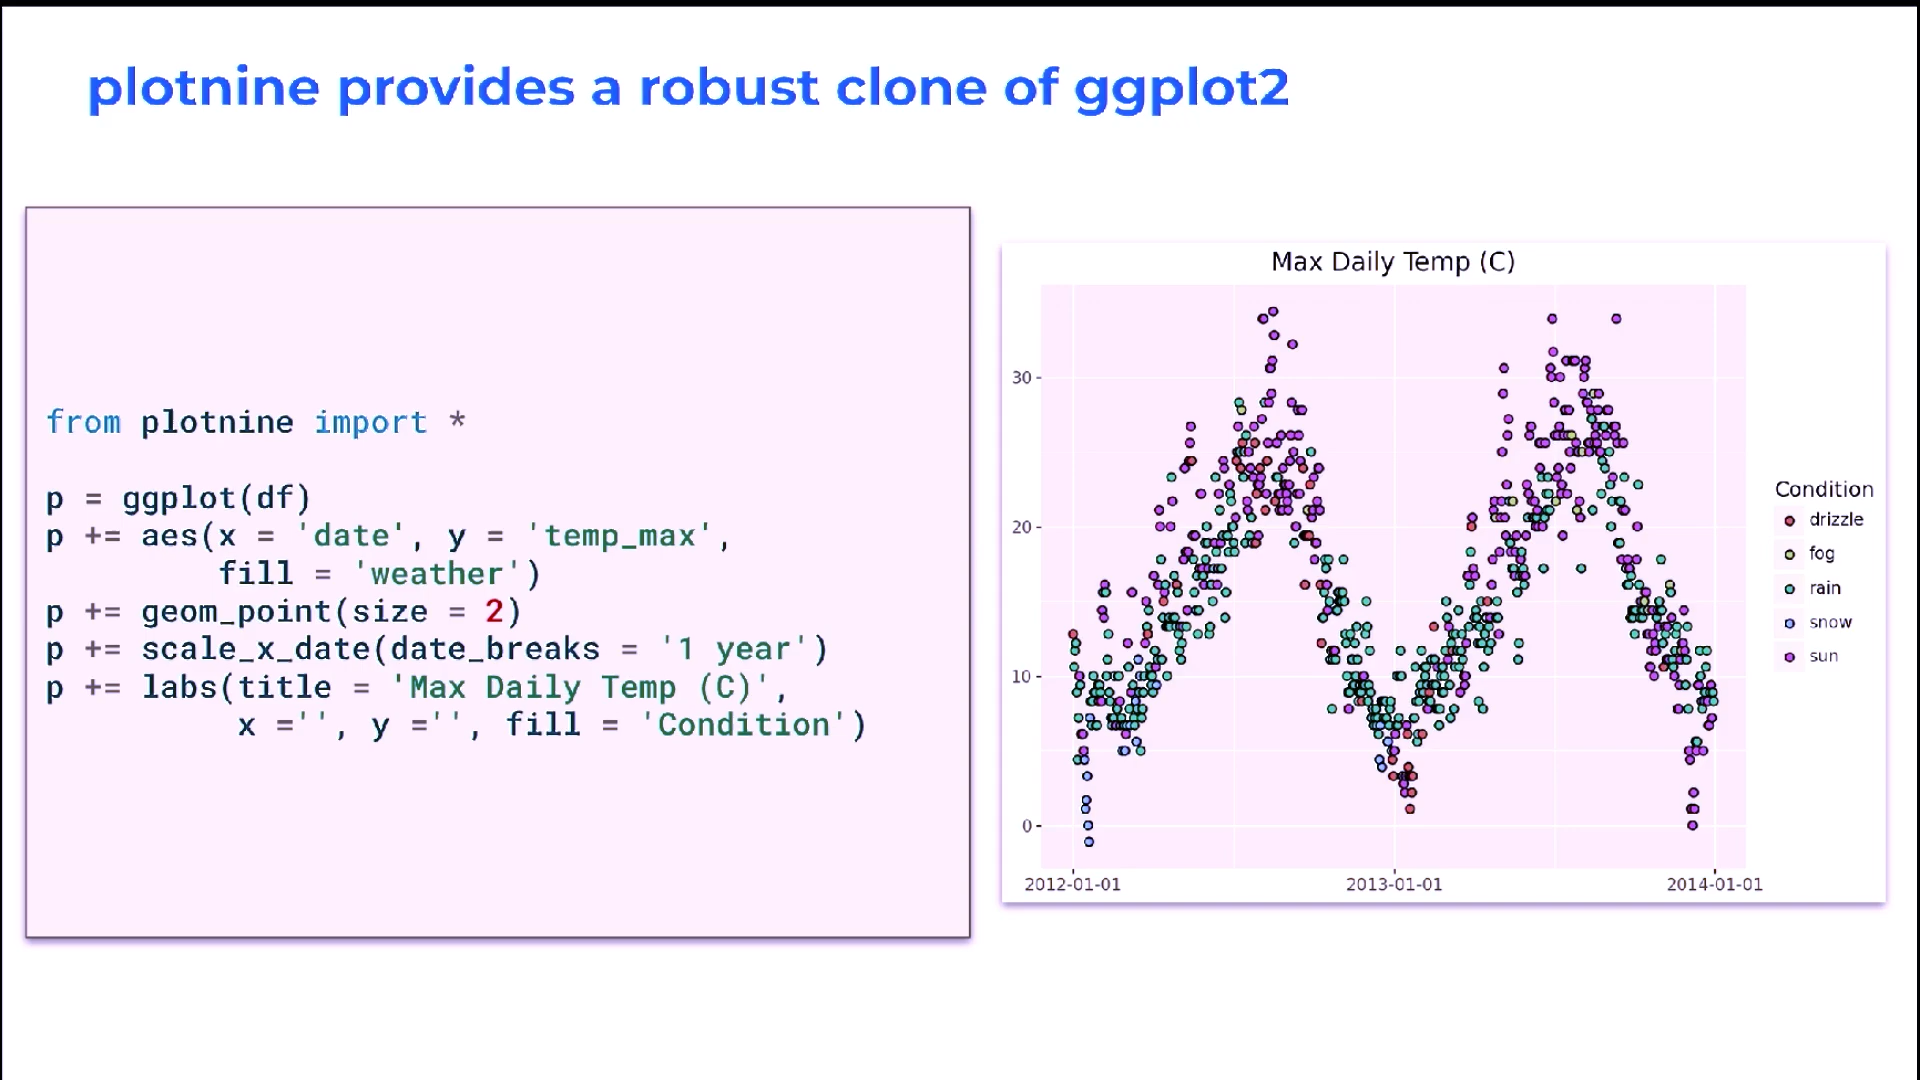 plotnine provides a robust clone of ggplot2
from plotnine import *
p = ggplot(df)
p += aes(x = 'date', y = 'temp_max',
fill = 'weather')
p += geom_point(size = 2)
p += scale_x_date(date_breaks = '1 year')
p += labs(title = 'Max Daily Temp (C)',
x ='', y ='', fill = 'Condition')
Max Daily Temp (C)
30
20
10
0
2012-01-01 2013-01-01 2014-01-01
Condition
drizzle
fog
rain
snow
sun